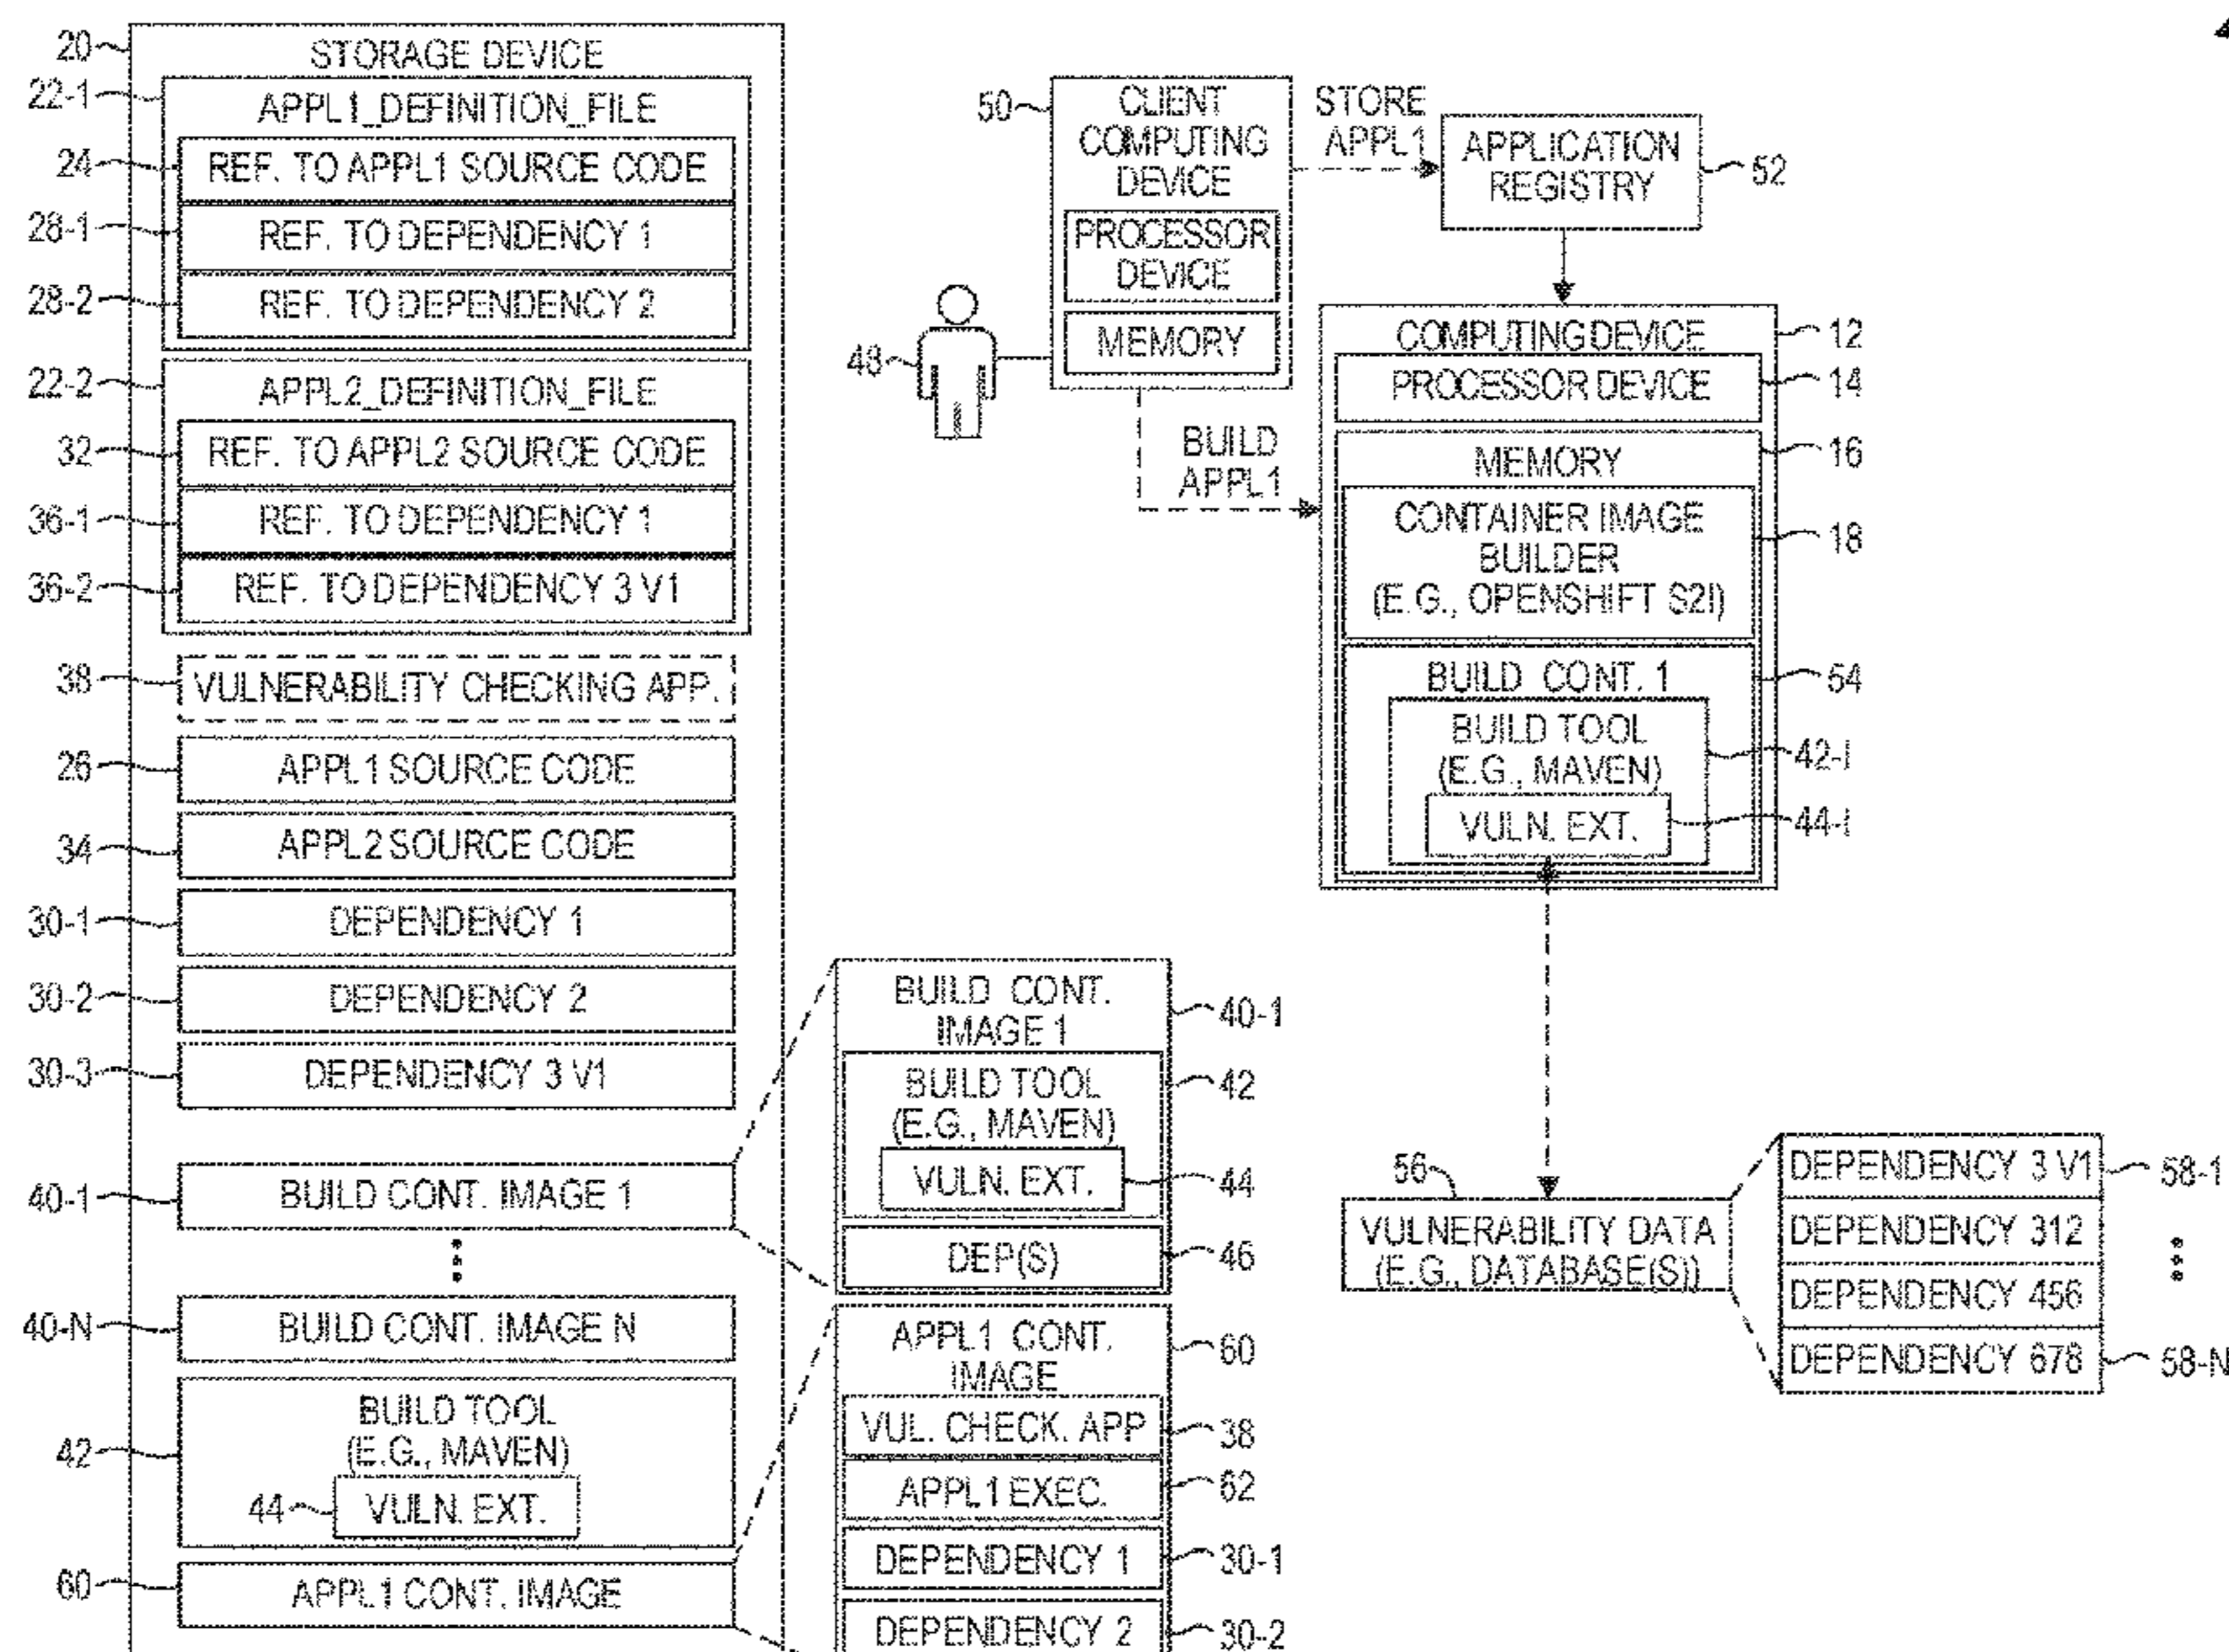 20
STORAGE DEVICE
22-1
APPL1_DEFINITION_FILE
24
REF. TO APPL1 SOURCE CODE
28-1
REF. TO DEPENDENCY 1
28-2
REF. TO DEPENDENCY 2
22-2
APPL2_DEFINITION_FILE
32
REF. TO APPL2 SOURCE CODE
36-1
REF. TO DEPENDENCY 1
36-2
REF. TO DEPENDENCY 3 V1
38
VULNERABILITY CHECKING APP.
26
APPL1 SOURCE CODE
34
APPL2 SOURCE CODE
30-1
DEPENDENCY 1
30-2
DEPENDENCY 2
30-3
DEPENDENCY 3 V1
40-1
BUILD CONT. IMAGE 1
40-N
BUILD CONT. IMAGE N
42
BUILD TOOL
(E.G., MAVEN)
44
VULN. EXT.
60
APPL1 CONT. IMAGE
BUILD CONT.
IMAGE 1
40-1
BUILD TOOL
(E.G., MAVEN)
42
VULN. EXT.
44
DEP(S)
46
APPL1 CONT.
IMAGE
60
VUL. CHECK. APP
38
APPL1 EXEC.
62
DEPENDENCY 1
30-1
DEPENDENCY 2
30-2
48
50
CLIENT
COMPUTING
DEVICE
PROCESSOR
DEVICE
MEMORY
STORE
APPL1
APPLICATION
REGISTRY
52
BUILD
APPL1
COMPUTING DEVICE
12
PROCESSOR DEVICE
14
MEMORY
16
CONTAINER IMAGE
BUILDER
(E.G., OPENSHIFT S2I)
18
BUILD CONT. 1
54
BUILD TOOL
(E.G., MAVEN)
42-I
VULN. EXT.
44-I
56
VULNERABILITY DATA
(E.G., DATABASE(S))
DEPENDENCY 3 V1
58-1
DEPENDENCY 312
DEPENDENCY 456
DEPENDENCY 678
58-N